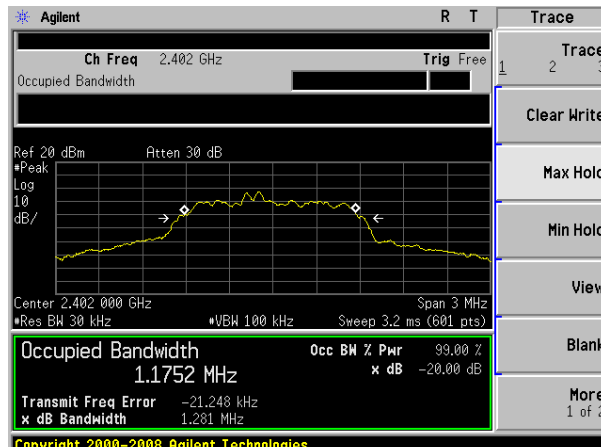 Agilent R T Trace
Ch Freq 2.402 GHz Trig Free
Occupied Bandwidth
Trace
1 2 3
Clear Write
Max Hold
Min Hold
View
Blank
More
1 of 2
Ref 20 dBm Atten 30 dB
#Peak
Log
10
dB/
Center 2.402 000 GHz Span 3 MHz
#Res BW 30 kHz #VBW 100 kHz Sweep 3.2 ms (601 pts)
Occupied Bandwidth Occ BW % Pwr 99.00 %
1.1752 MHz x dB -20.00 dB
Transmit Freq Error -21.248 kHz
x dB Bandwidth 1.281 MHz
Copyright 2000-2008 Agilent Technologies